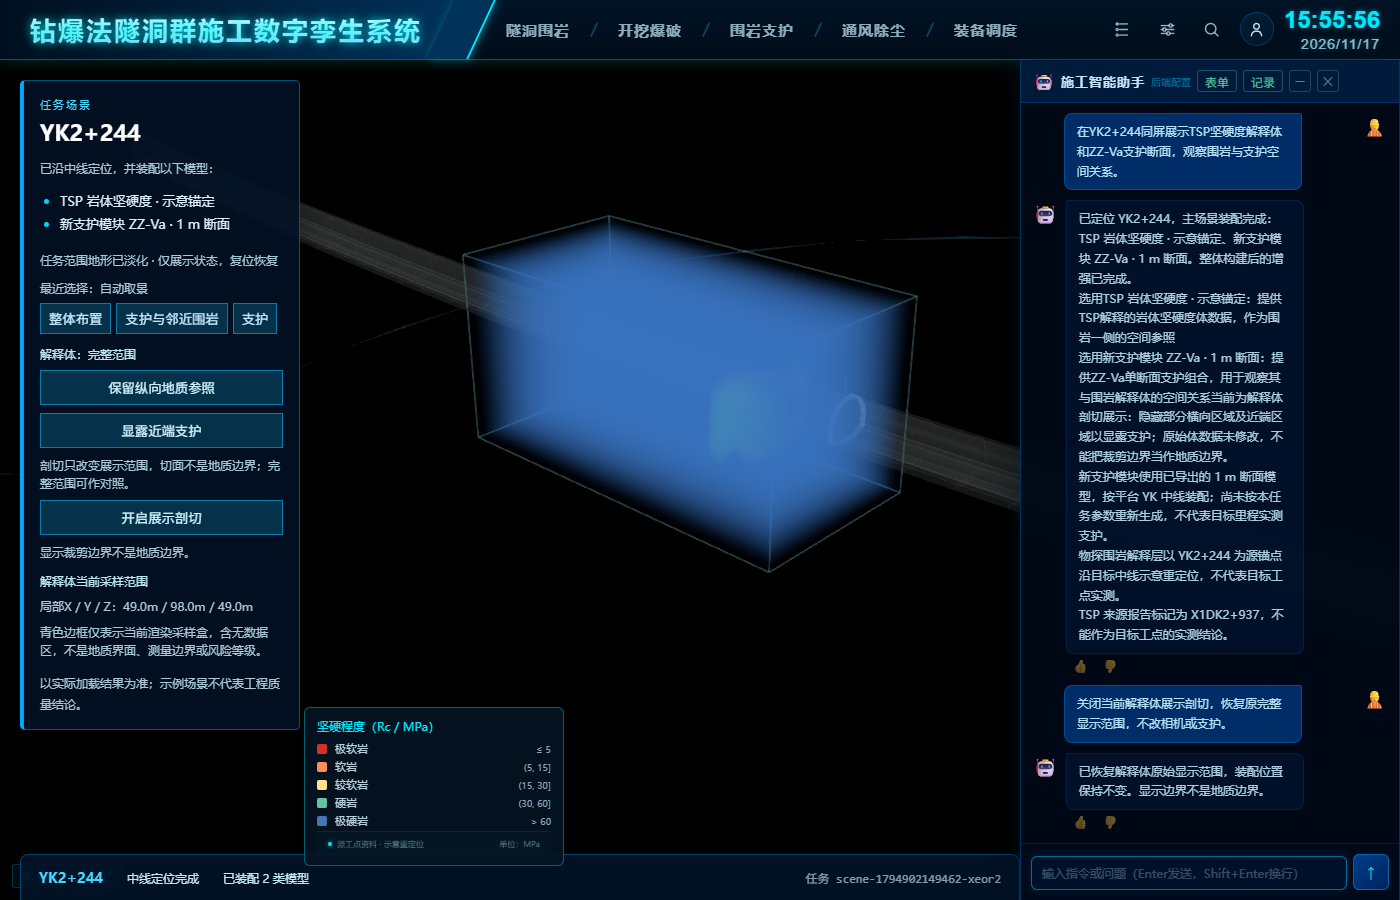 钻爆法隧洞群施工数字孪生系统
隧洞围岩 / 开挖爆破 / 围岩支护 / 通风除尘 / 装备调度
15:55:56
2026/11/17
任务场景
YK2+244
已沿中线定位，并装配以下模型：
TSP 岩体坚硬度 · 示意锚定
新支护模块 ZZ-Va · 1 m 断面
任务范围地形已淡化 · 仅展示状态，复位恢复
最近选择：自动取景
整体布置 支护与邻近围岩 支护
解释体：完整范围
保留纵向地质参照
显露近端支护
剖切只改变展示范围，切面不是地质边界；完
整范围可作对照。
开启展示剖切
显示裁剪边界不是地质边界。
解释体当前采样范围
局部X / Y / Z：49.0m / 98.0m / 49.0m
青色边框仅表示当前渲染采样盒，含无数据
区，不是地质界面、测量边界或风险等级。
以实际加载结果为准；示例场景不代表工程质
量结论。
坚硬程度（Rc / MPa）
极软岩 ≤ 5
软岩 (5, 15]
较软岩 (15, 30]
硬岩 (30, 60]
极硬岩 > 60
源工点资料 · 示意重定位 单位：MPa
YK2+244 中线定位完成 已装配 2 类模型
任务 scene-1794902149462-xeor2
施工智能助手 后端配置 表单 记录
在YK2+244同屏展示TSP坚硬度解释体
和ZZ-Va支护断面，观察围岩与支护空
间关系。
已定位 YK2+244，主场景装配完成：
TSP 岩体坚硬度 · 示意锚定、新支护模
块 ZZ-Va · 1 m 断面。整体构建后的增
强已完成。
选用TSP 岩体坚硬度 · 示意锚定：提供
TSP解释的岩体坚硬度体数据，作为围
岩一侧的空间参照
选用新支护模块 ZZ-Va · 1 m 断面：提
供ZZ-Va单断面支护组合，用于观察其
与围岩解释体的空间关系当前为解释体
剖切展示：隐藏部分横向区域及近端区
域以显露支护；原始体数据未修改，不
能把裁剪边界当作地质边界。
新支护模块使用已导出的 1 m 断面模
型，按平台 YK 中线装配；尚未按本任
务参数重新生成，不代表目标里程实测
支护。
物探围岩解释层以 YK2+244 为源锚点
沿目标中线示意重定位，不代表目标工
点实测。
TSP 来源报告标记为 X1DK2+937，不
能作为目标工点的实测结论。
关闭当前解释体展示剖切，恢复原完整
显示范围，不改相机或支护。
已恢复解释体原始显示范围，装配位置
保持不变。显示边界不是地质边界。
输入指令或问题（Enter发送，Shift+Enter换行）